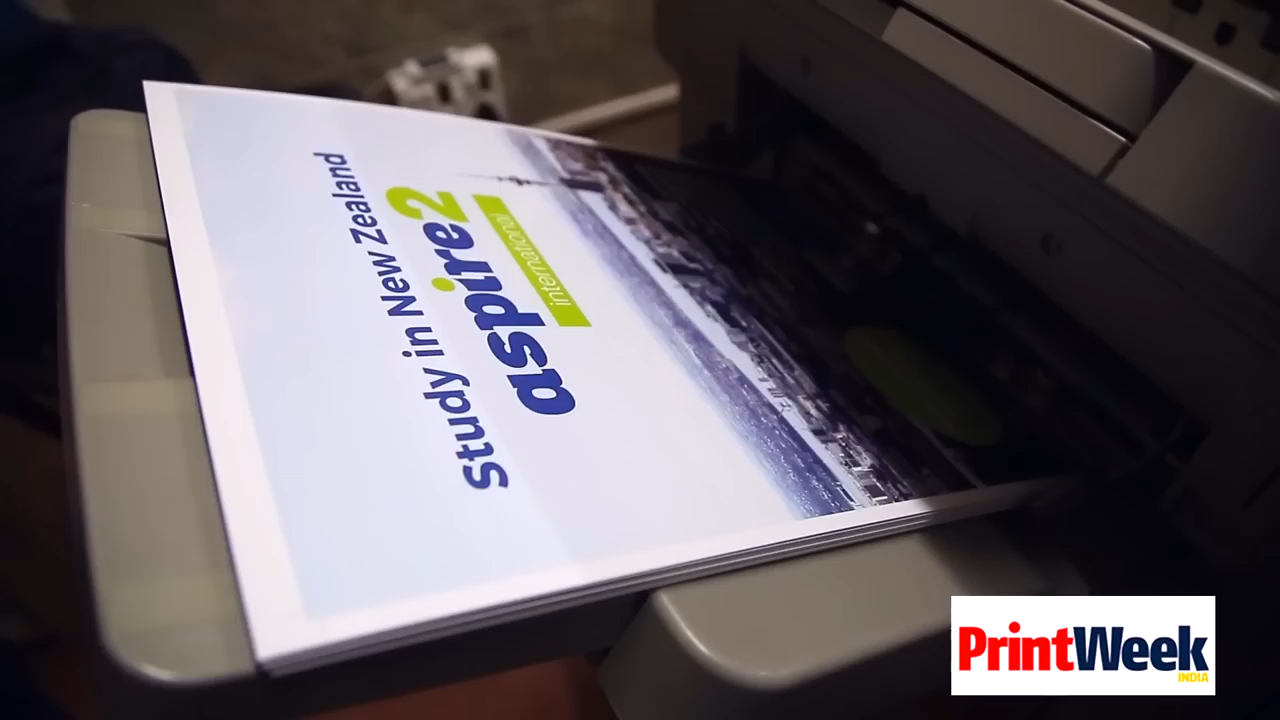 Study in New Zealand
aspire2
international
PrintWeek
INDIA